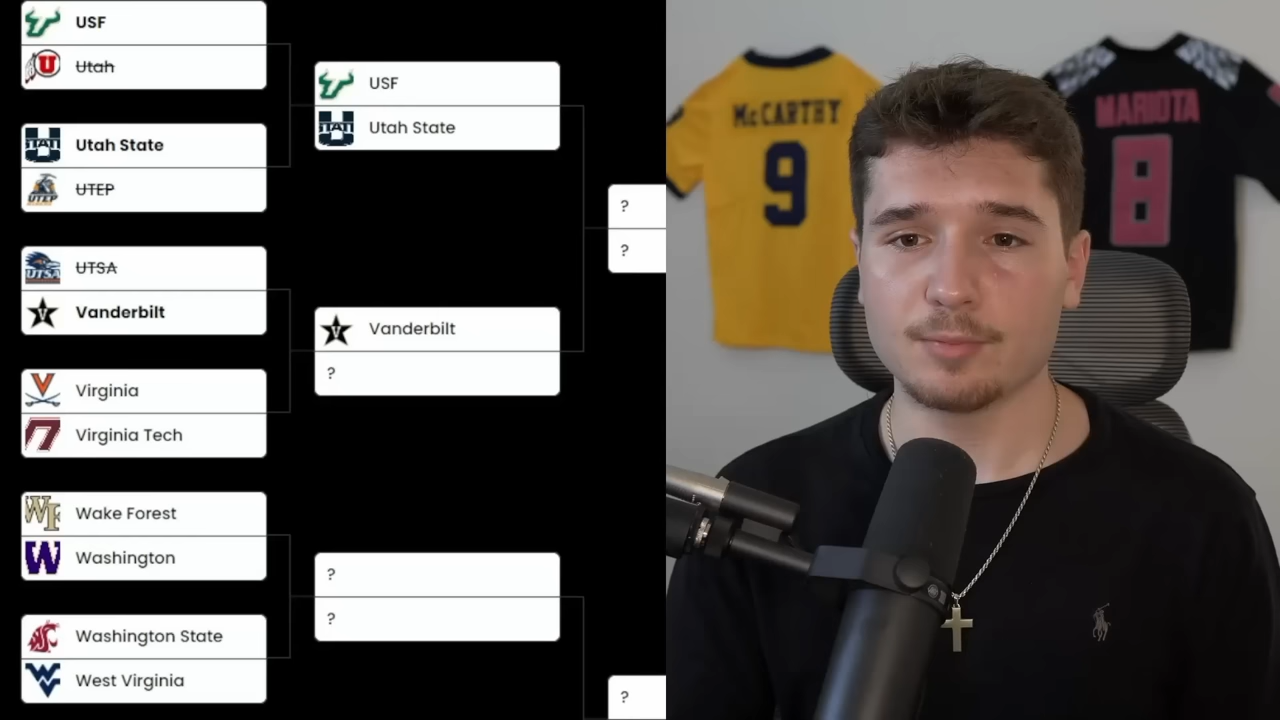 USF
Utah
Utah State
UTEP
UTSA
Vanderbilt
Virginia
Virginia Tech
Wake Forest
Washington
Washington State
West Virginia
USF
Utah State
Vanderbilt
?
?
?
?
?
?
McCARTHY
9
MARIOTA
8